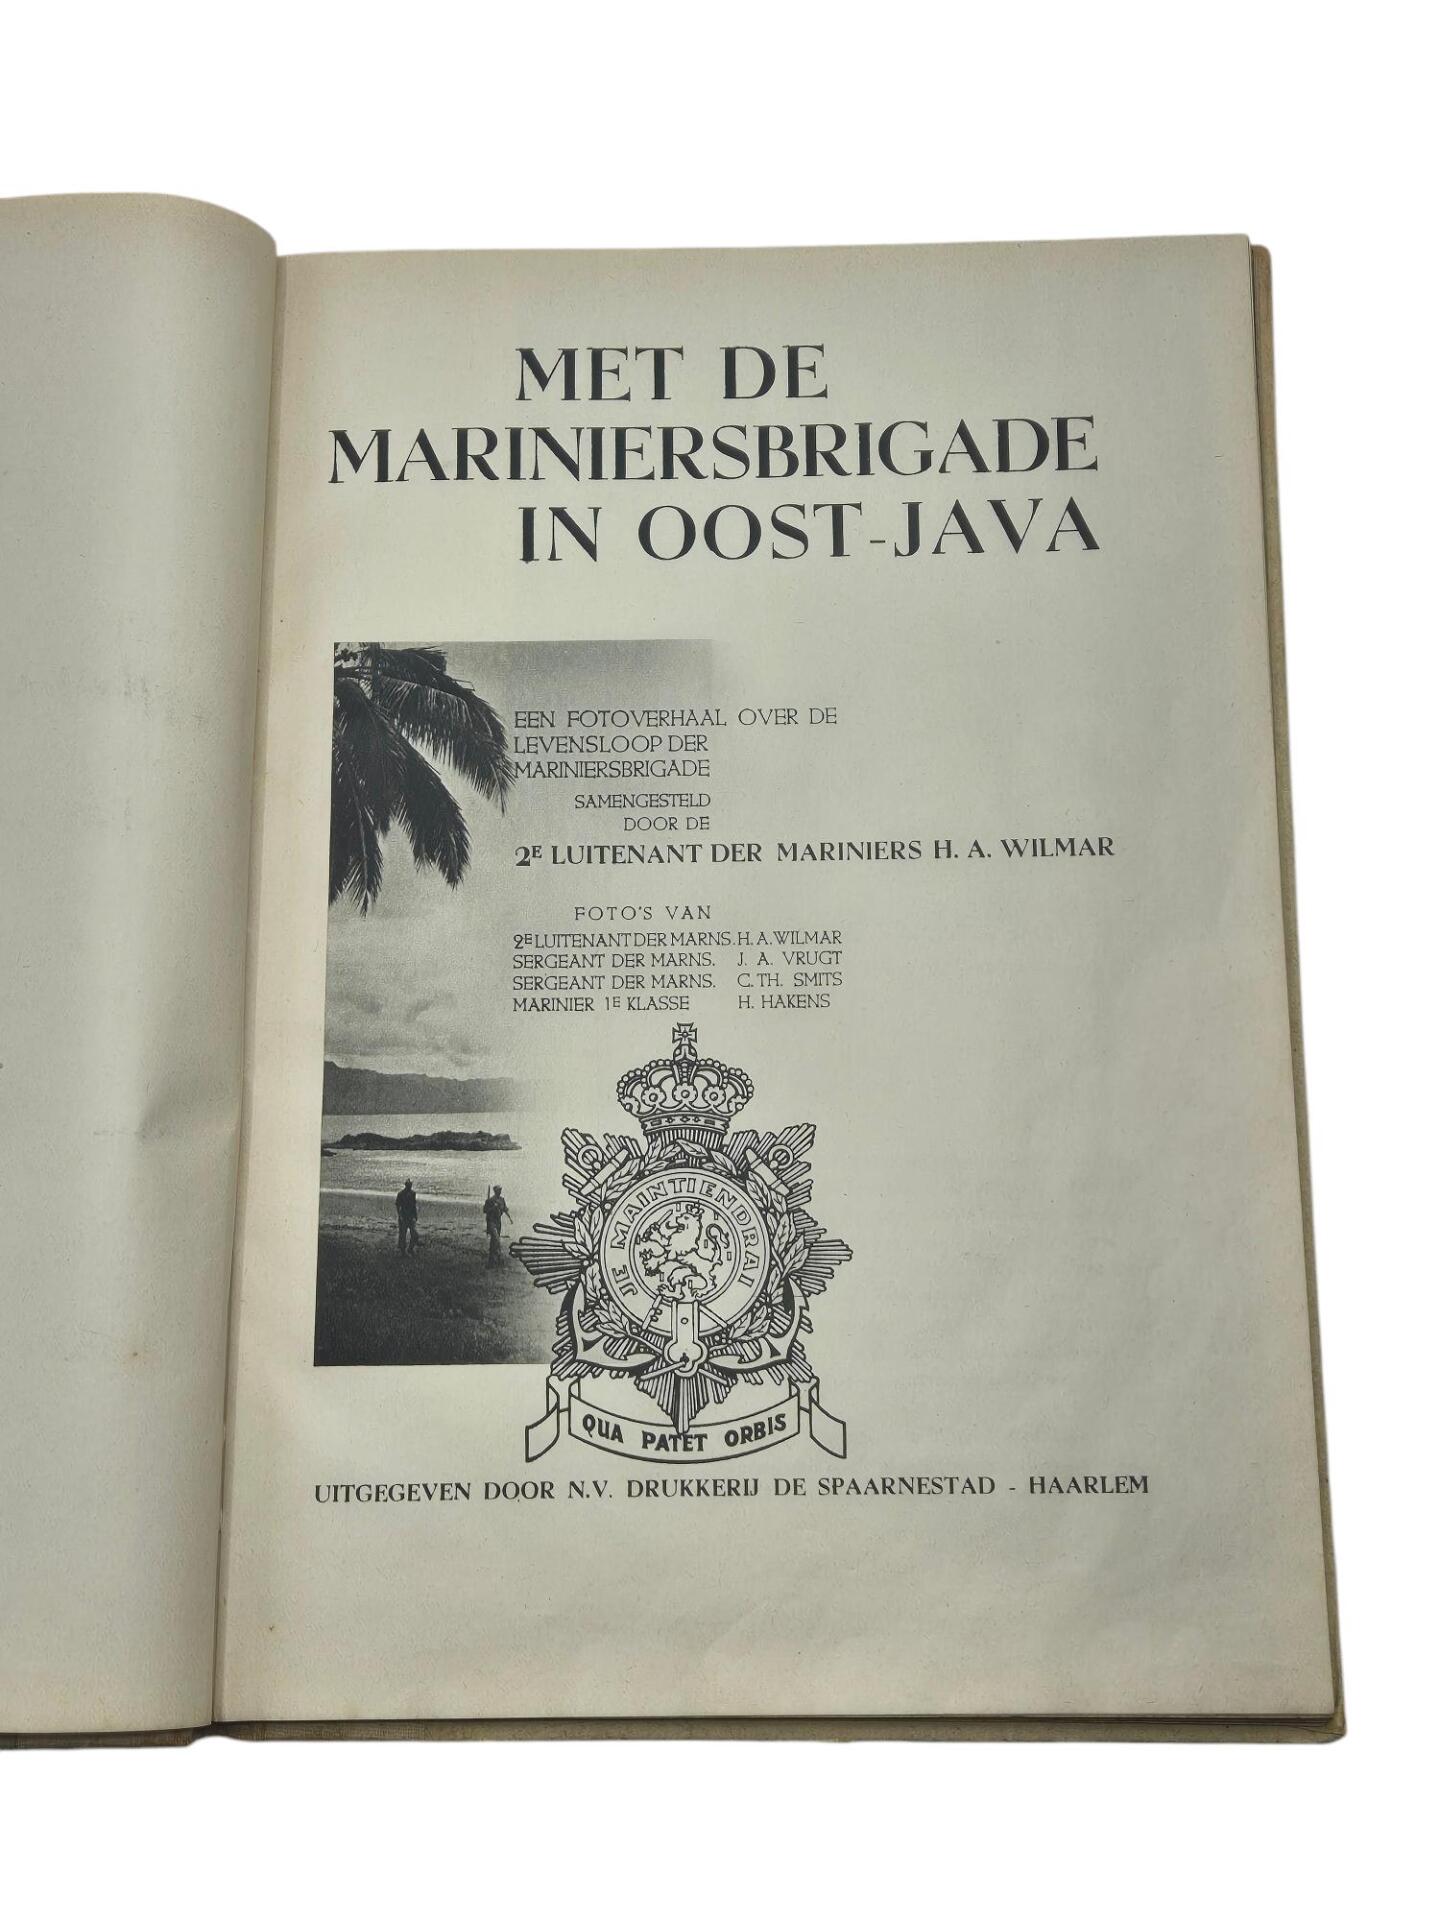 MET DE
MARINIERSBRIGADE
IN OOST-JAVA
EEN FOTOVERHAAL OVER DE
LEVENSLOOP DER
MARINIERSBRIGADE
SAMENGESTELD
DOOR DE
2E LUITENANT DER MARINIERS H. A. WILMAR
FOTO'S VAN
2E LUITENANT DER MARNS. H. A. WILMAR
SERGEANT DER MARNS. J. A. VRUGT
SERGEANT DER MARNS. C. TH. SMITS
MARINIER 1E KLASSE H. HAKENS
JE MAINTIENDRAI
QUA PATET ORBIS
UITGEGEVEN DOOR N.V. DRUKKERIJ DE SPAARNESTAD - HAARLEM